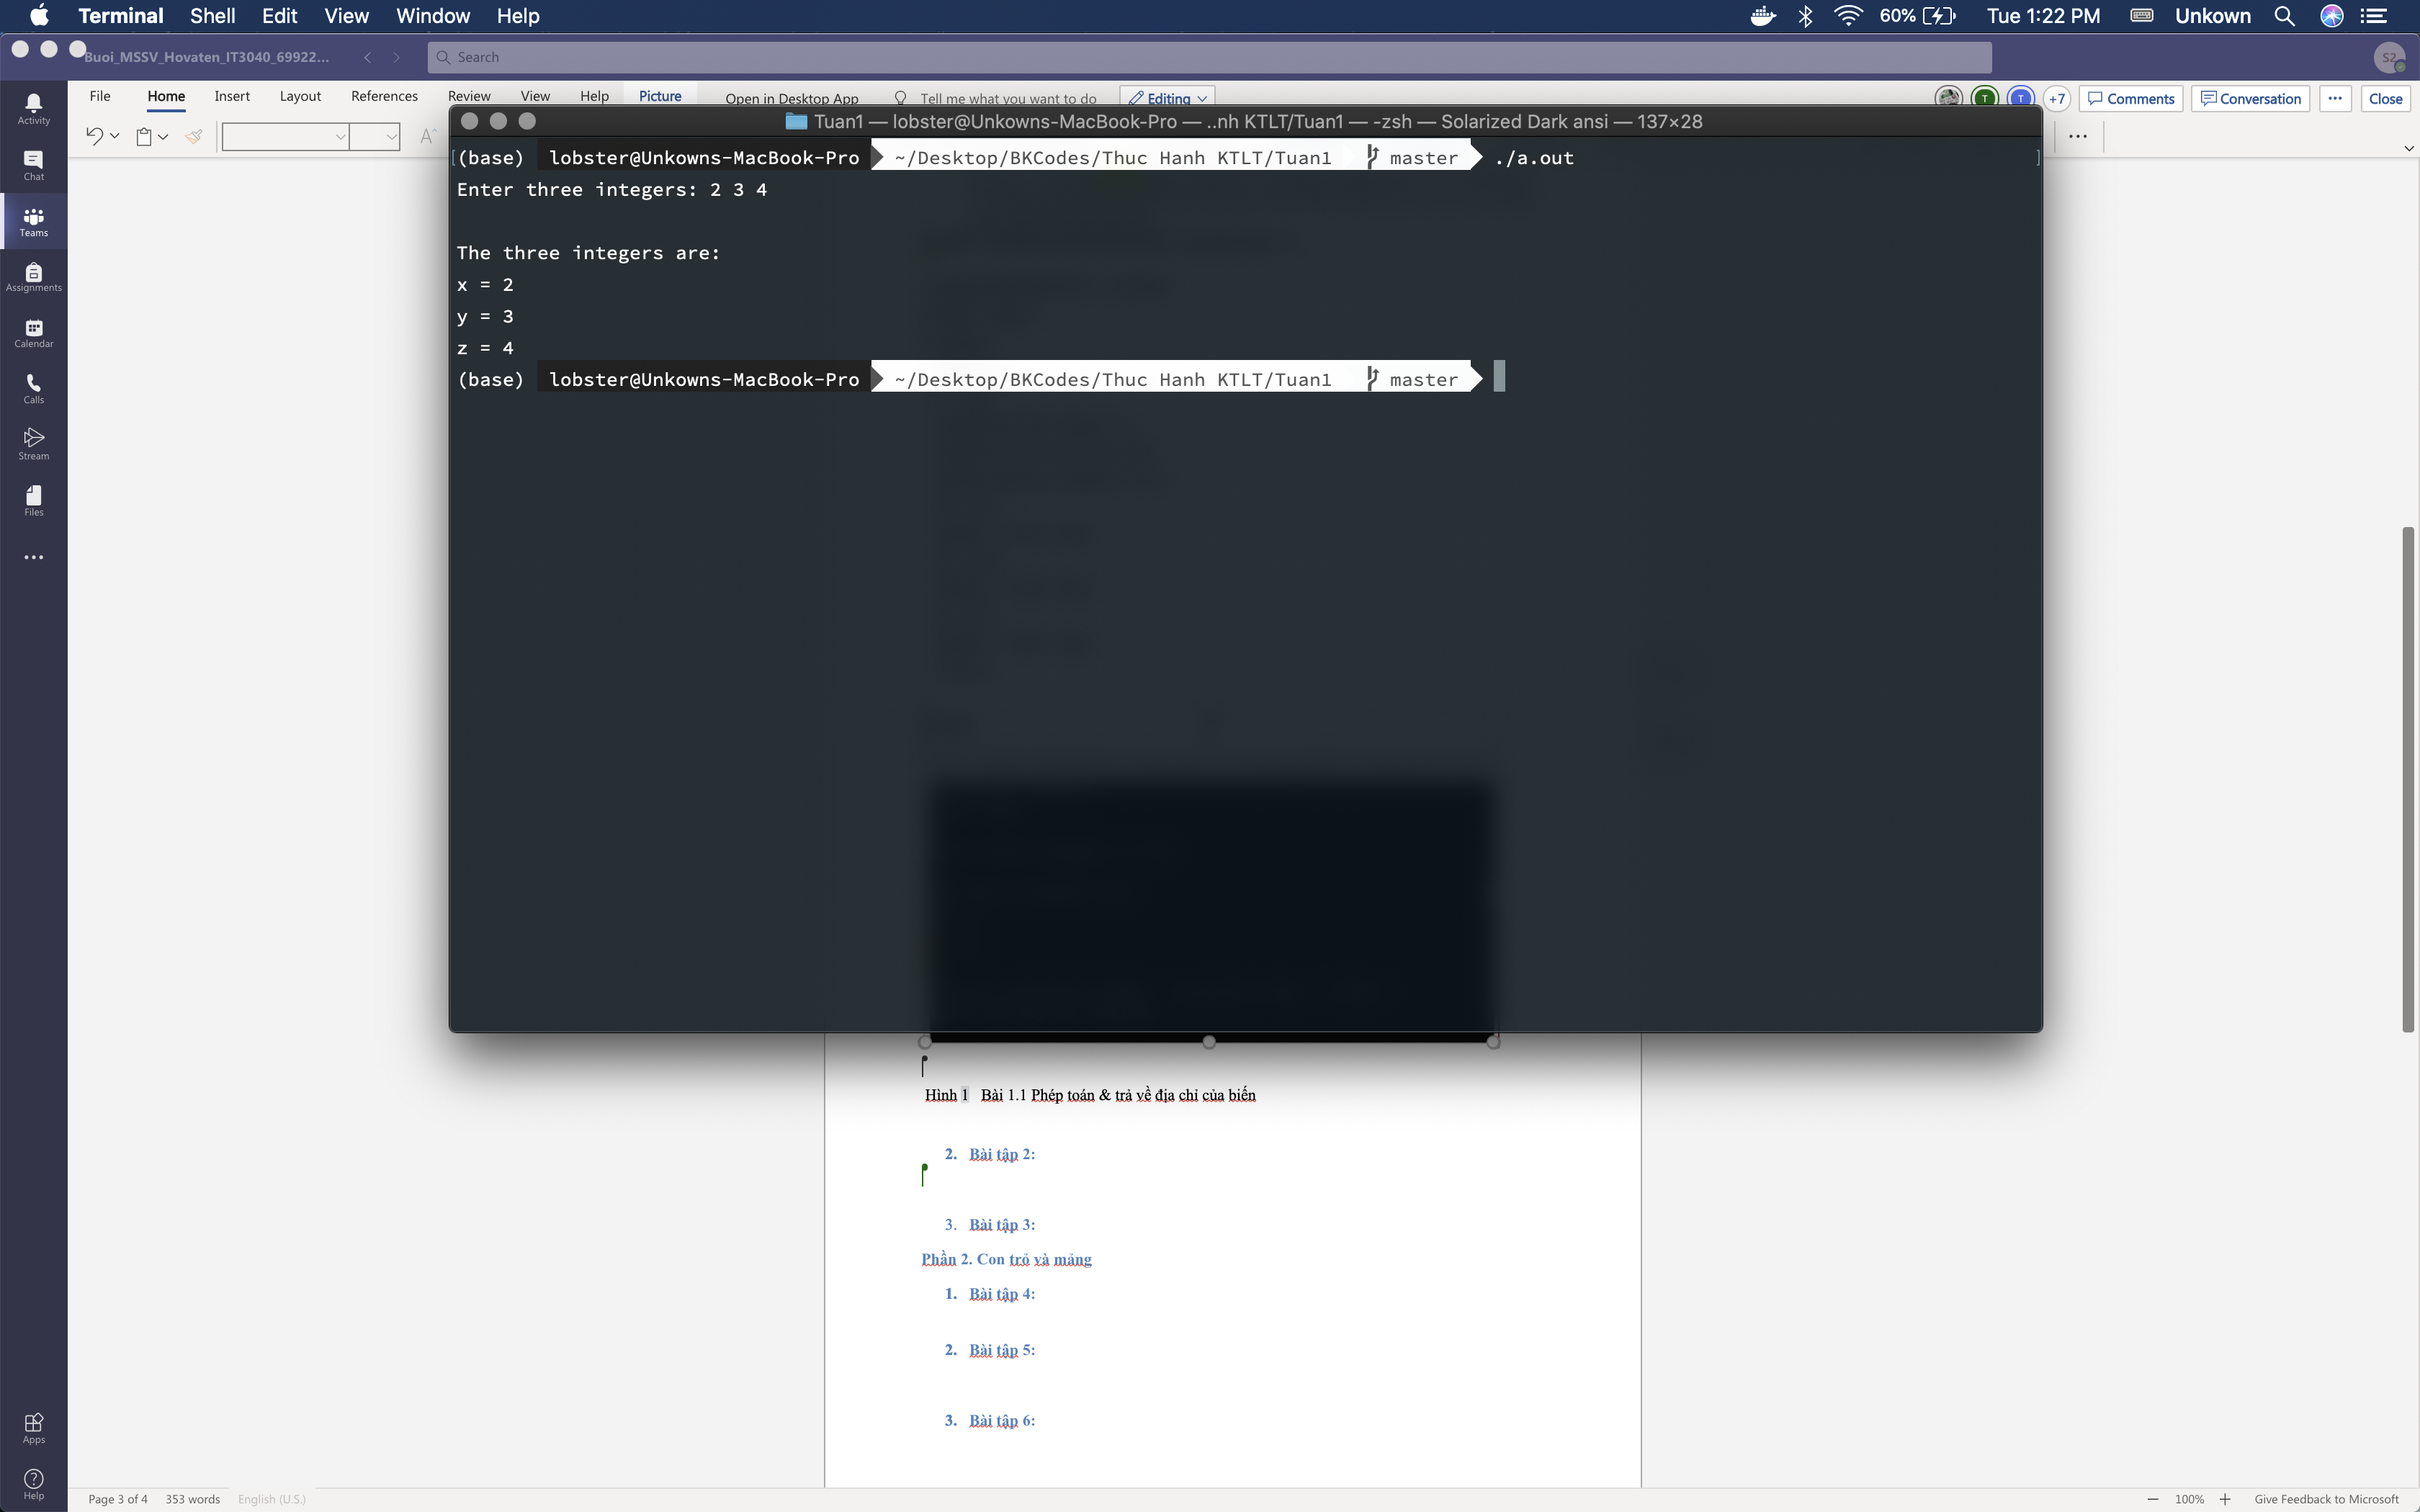 Terminal Shell Edit View Window Help 60% Tue 1:22 PM Unkown
Buoi_MSSV_Hovaten_IT3040_69922... Search S2
File Home Insert Layout References Review View Help Picture Open in Desktop App Tell me what you want to do Editing T T +7 Comments Conversation Close
Activity
Chat
Teams
Assignments
Calendar
Calls
Stream
Files
Apps
Help
Tuan1 — lobster@Unkowns-MacBook-Pro — ..nh KTLT/Tuan1 — -zsh — Solarized Dark ansi — 137×28
[(base) lobster@Unkowns-MacBook-Pro ~/Desktop/BKCodes/Thuc Hanh KTLT/Tuan1 master ./a.out ]
Enter three integers: 2 3 4
The three integers are:
x = 2
y = 3
z = 4
(base) lobster@Unkowns-MacBook-Pro ~/Desktop/BKCodes/Thuc Hanh KTLT/Tuan1 master
Hình 1 Bài 1.1 Phép toán & trả về địa chỉ của biến
2. Bài tập 2:
3. Bài tập 3:
Phần 2. Con trỏ và mảng
1. Bài tập 4:
2. Bài tập 5:
3. Bài tập 6:
Page 3 of 4 353 words English (U.S.) 100% Give Feedback to Microsoft